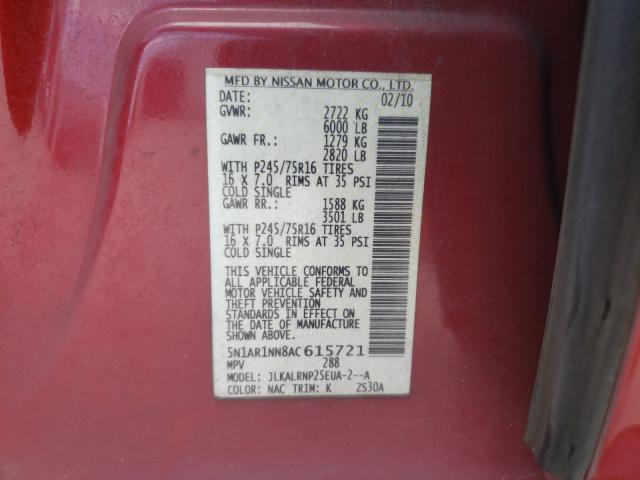 MFD BY NISSAN MOTOR CO., LTD.
DATE: 02/10
GVWR: 2722 KG
6000 LB
GAWR FR.: 1279 KG
2820 LB
WITH P245/75R16 TIRES
16 X 7.0 RIMS AT 35 PSI
COLD SINGLE
GAWR RR.: 1588 KG
3501 LB
WITH P245/75R16 TIRES
16 X 7.0 RIMS AT 35 PSI
COLD SINGLE
THIS VEHICLE CONFORMS TO
ALL APPLICABLE FEDERAL
MOTOR VEHICLE SAFETY AND
THEFT PREVENTION
STANDARDS IN EFFECT ON
THE DATE OF MANUFACTURE
SHOWN ABOVE.
5N1AR1NN8AC615721
MPV 288
MODEL: JLKALRNP25EUA-2--A
COLOR: NAC TRIM: K ZS30A